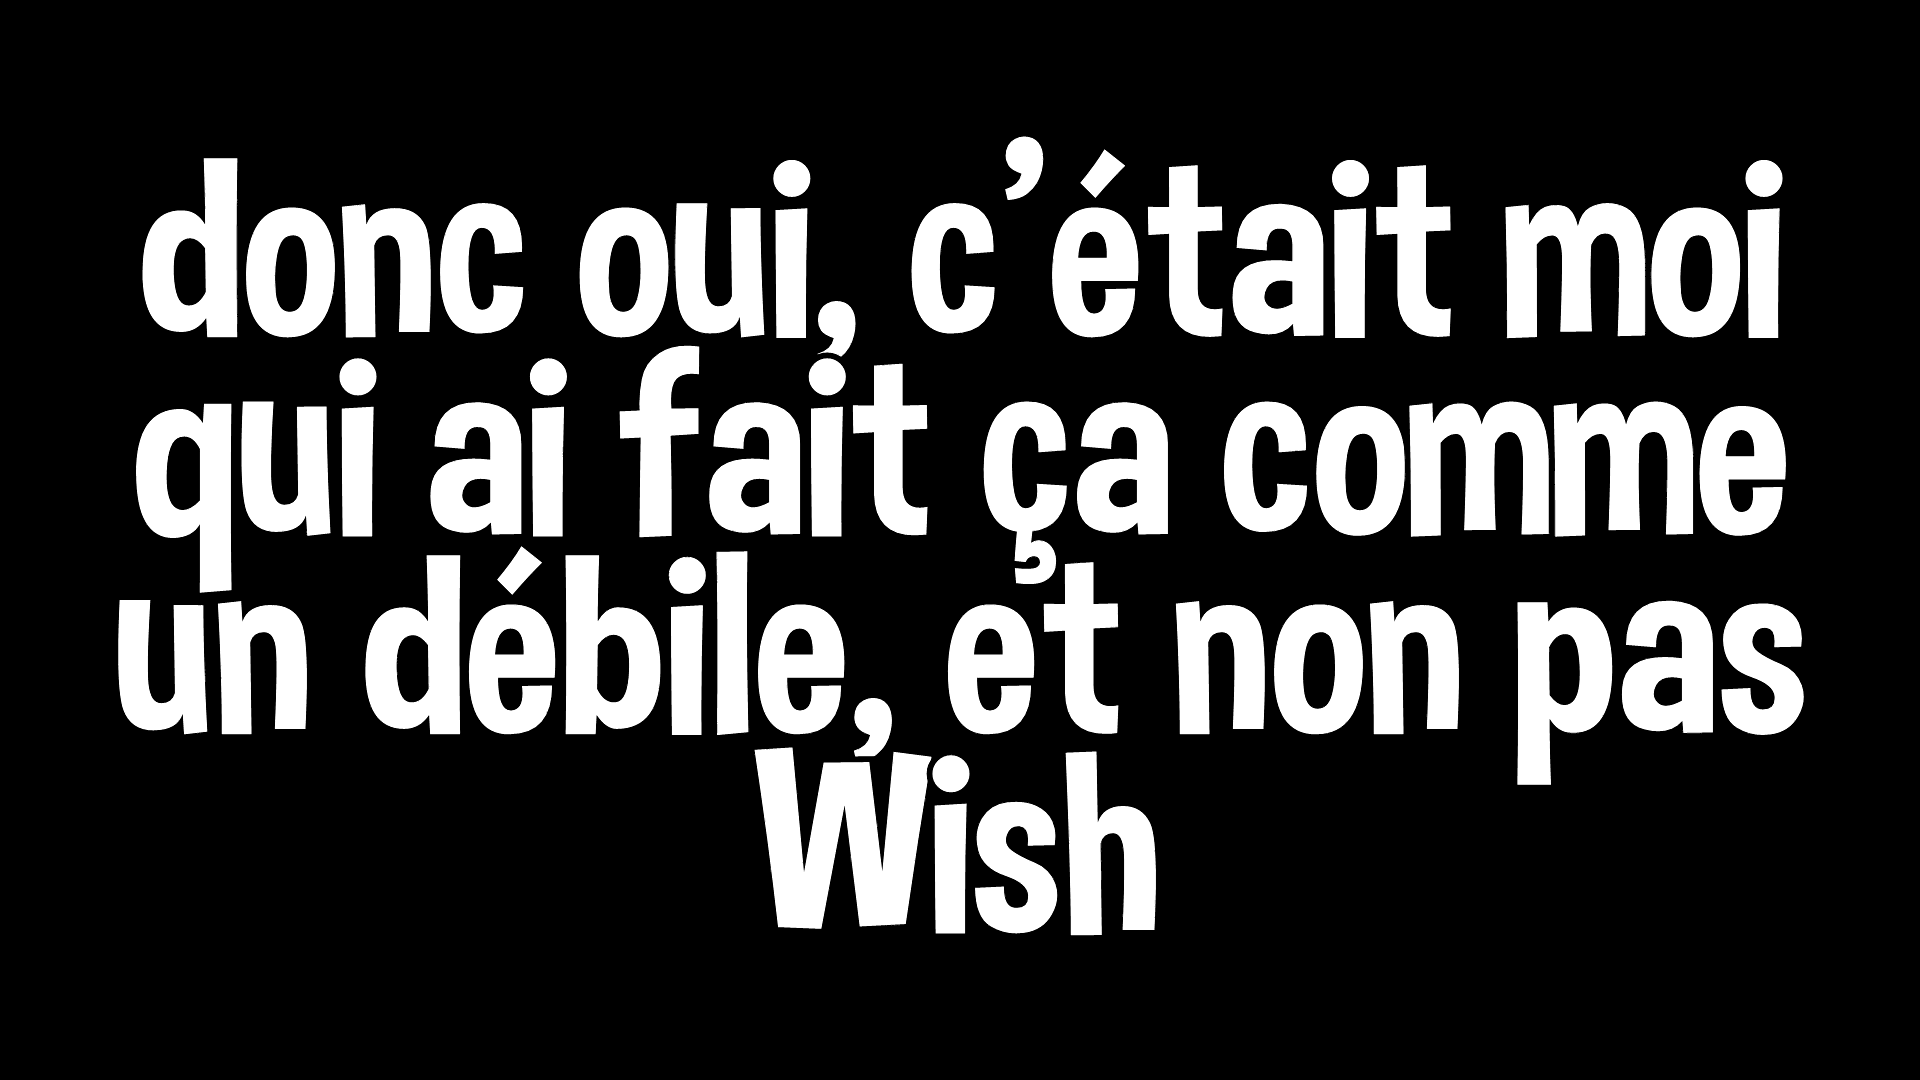 donc oui, c’était moi
qui ai fait ça comme
un débile, et non pas
Wish